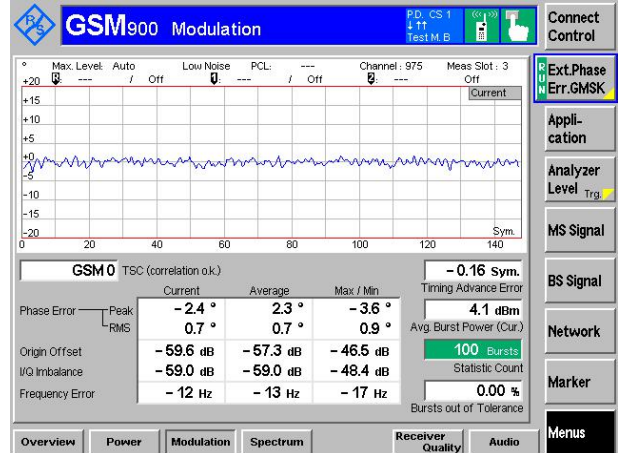 R S
GSM900 Modulation
P.D. CS 1
↓ ↑↑
Test M. B
Connect Control
° Max. Level: Auto Low Noise PCL: --- Channel : 975 Meas Slot : 3
--- / Off --- / Off --- Off
Current
+20
+15
+10
+5
+0
-5
-10
-15
-20
Sym.
0 20 40 60 80 100 120 140
GSM 0 TSC (correlation o.k.)
Current Average Max / Min
Phase Error Peak – 2.4 ° 2.3 ° – 3.6 °
RMS 0.7 ° 0.7 ° 0.9 °
Origin Offset – 59.6 dB – 57.3 dB – 46.5 dB
I/Q Imbalance – 59.0 dB – 59.0 dB – 48.4 dB
Frequency Error – 12 Hz – 13 Hz – 17 Hz
– 0.16 Sym.
Timing Advance Error
4.1 dBm
Avg. Burst Power (Cur.)
100 Bursts
Statistic Count
0.00 %
Bursts out of Tolerance
RUN
Ext.Phase Err.GMSK
Appli-
cation
Analyzer
Level Trg.
MS Signal
BS Signal
Network
Marker
Menus
Overview Power Modulation Spectrum Receiver Quality Audio